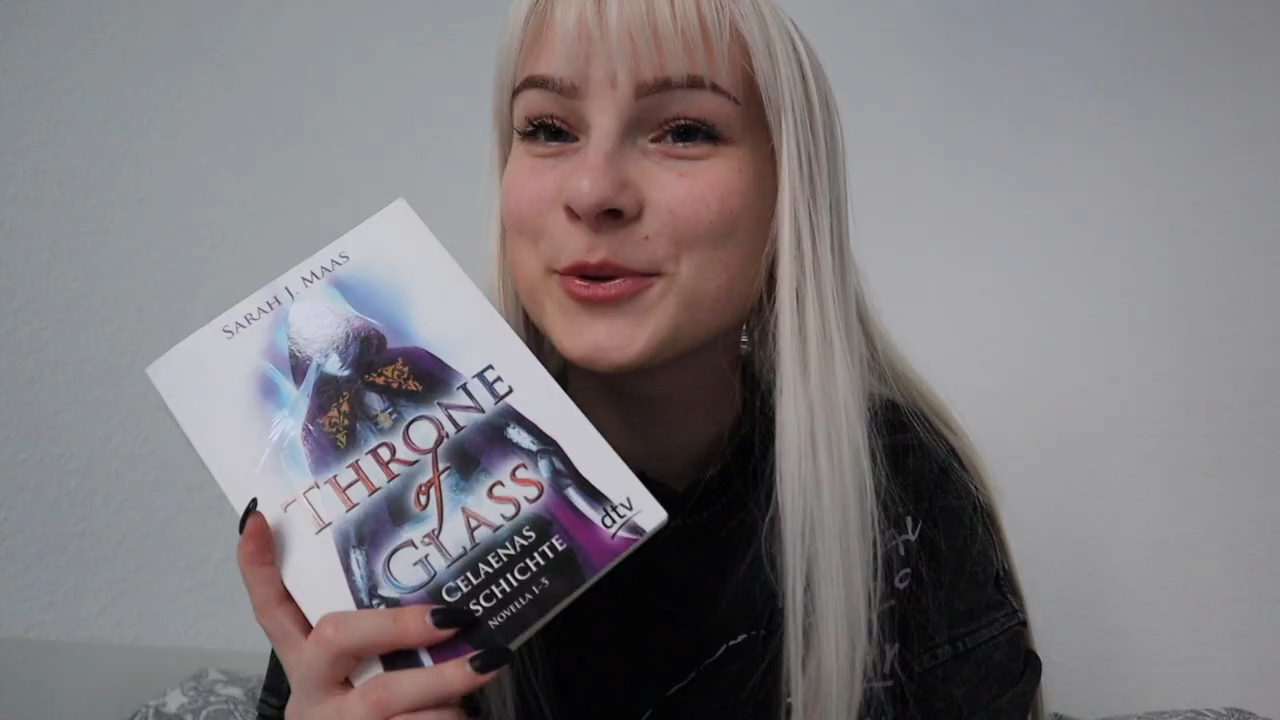 SARAH J. MAAS
THRONE
of
GLASS
CELAENAS
SCHICHTE
NOVELLA 1-5
dtv